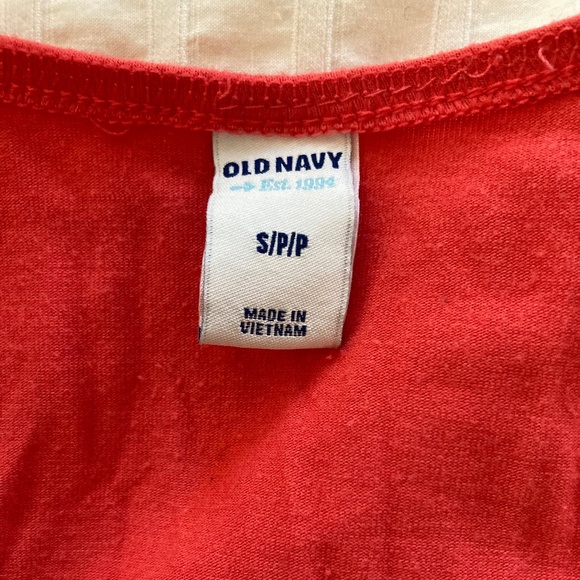 OLD NAVY
Est. 1994
S/P/P
MADE IN
VIETNAM